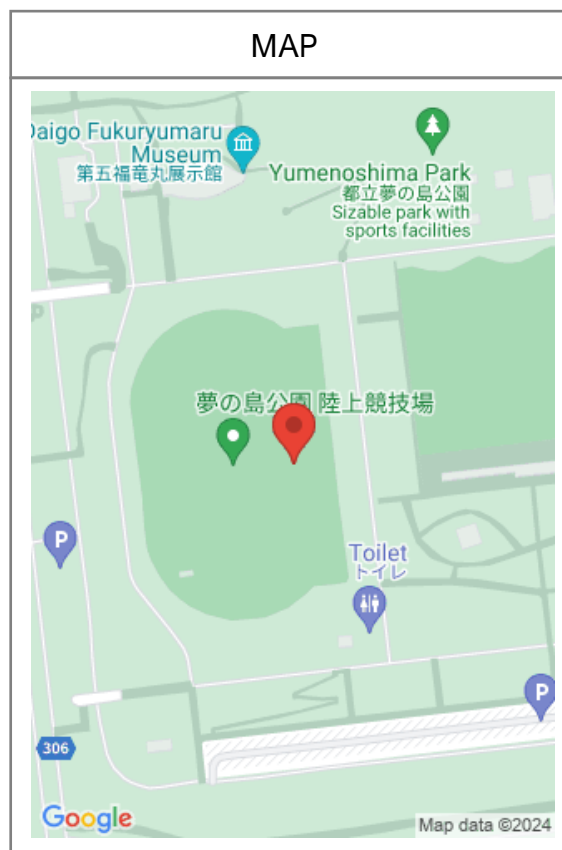 MAP
Daigo Fukuryumaru
Museum
第五福竜丸展示館
Yumenoshima Park
都立夢の島公園
Sizable park with
sports facilities
P
夢の島公園 陸上競技場
P
Toilet
トイレ
P
306
Google
Map data ©2024